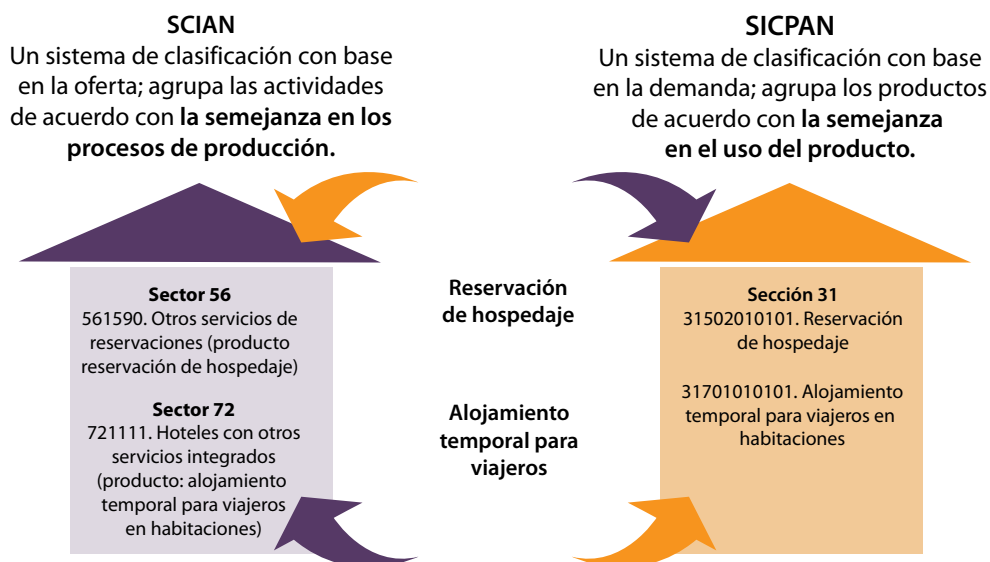 SCIAN
Un sistema de clasificación con base
en la oferta; agrupa las actividades
de acuerdo con la semejanza en los
procesos de producción.
SICPAN
Un sistema de clasificación con base
en la demanda; agrupa los productos
de acuerdo con la semejanza
en el uso del producto.
Sector 56
561590. Otros servicios de
reservaciones (producto
reservación de hospedaje)
Sector 72
721111. Hoteles con otros
servicios integrados
(producto: alojamiento
temporal para viajeros
en habitaciones)
Reservación
de hospedaje
Alojamiento
temporal para
viajeros
Sección 31
31502010101. Reservación
de hospedaje
31701010101. Alojamiento
temporal para viajeros en
habitaciones